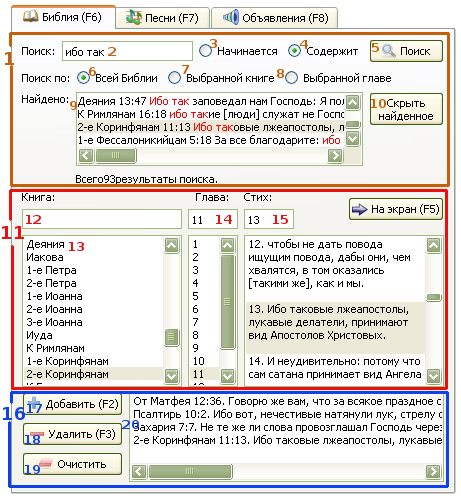 Библия (F6) Песни (F7) Объявления (F8)
1 Поиск: ибо так 2 3 Начинается 4 Содержит 5 Поиск
Поиск по: 6 Всей Библии 7 Выбранной книге 8 Выбранной главе
Найдено: 9 Деяния 13:47 Ибо так заповедал нам Господь: Я пол
К Римлянам 16:18 ибо такие [люди] служат не Госп
2-е Коринфянам 11:13 Ибо таковые лжеапостолы, л
1-е Фессалоникийцам 5:18 За все благодарите: ибо
10 Скрыть найденное
Всего93результаты поиска.
11 Книга: Глава: Стих:
12 11 14 13 15 На экран (F5)
Деяния 13
Иакова
1-е Петра
2-е Петра
1-е Иоанна
2-е Иоанна
3-е Иоанна
Иуда
К Римлянам
1-е Коринфянам
2-е Коринфянам
1
2
3
4
5
6
7
8
9
10
11
12. чтобы не дать повода
ищущим повода, дабы они, чем
хвалятся, в том оказались
[такими же], как и мы.
13. Ибо таковые лжеапостолы,
лукавые делатели, принимают
вид Апостолов Христовых.
14. И неудивительно: потому что
сам сатана принимает вид Ангела
16 17 Добавить (F2)
18 Удалить (F3)
19 Очистить
20
От Матфея 12:36. Говорю же вам, что за всякое праздное с
Псалтирь 10:2. Ибо вот, нечестивые натянули лук, стрелу с
Захария 7:7. Не те же ли слова провозглашал Господь чере
2-е Коринфянам 11:13. Ибо таковые лжеапостолы, лукавые